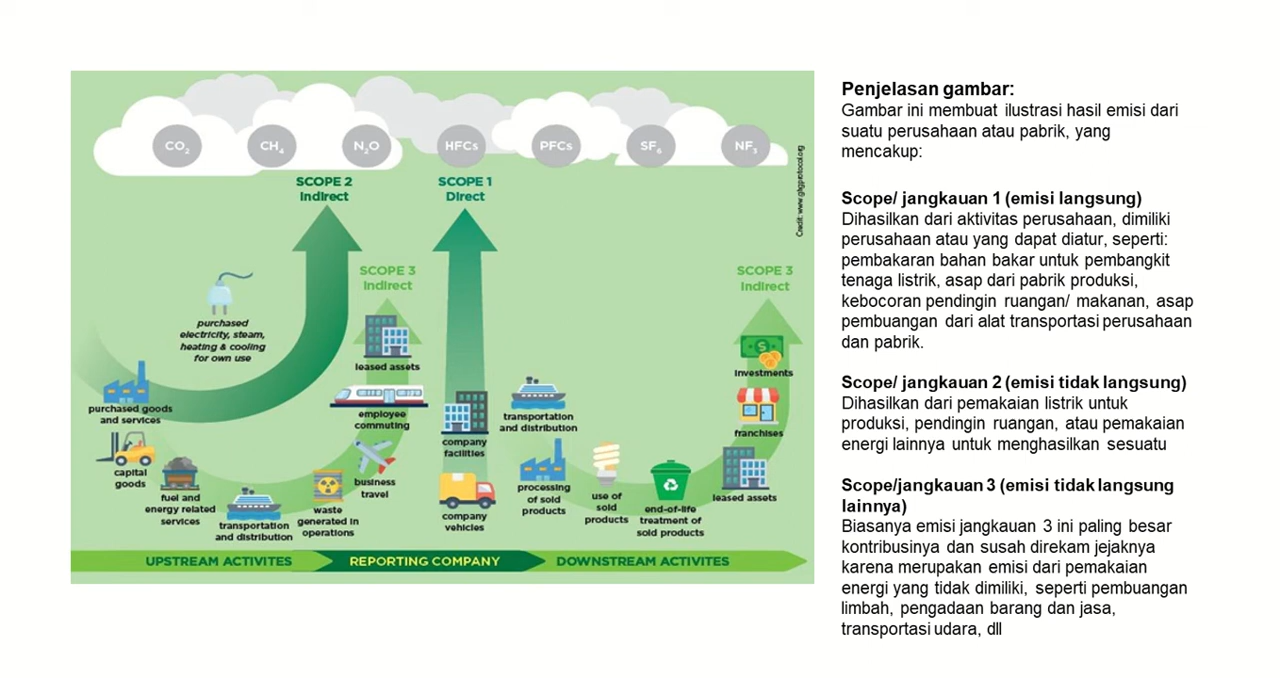 CO₂
CH₄
N₂O
HFCs
PFCs
SF₆
NF₃
Credit: www.ghgprotocol.org
SCOPE 2
Indirect
SCOPE 1
Direct
SCOPE 3
Indirect
SCOPE 3
Indirect
purchased
electricity, steam,
heating & cooling
for own use
purchased goods
and services
capital
goods
fuel and
energy related
services
transportation
and distribution
waste
generated in
operations
business
travel
employee
commuting
leased assets
company
facilities
company
vehicles
transportation
and distribution
processing
of sold
products
use of
sold
products
end-of-life
treatment of
sold products
leased assets
franchises
investments
UPSTREAM ACTIVITES
REPORTING COMPANY
DOWNSTREAM ACTIVITES
Penjelasan gambar:
Gambar ini membuat ilustrasi hasil emisi dari
suatu perusahaan atau pabrik, yang
mencakup:
Scope/ jangkauan 1 (emisi langsung)
Dihasilkan dari aktivitas perusahaan, dimiliki
perusahaan atau yang dapat diatur, seperti:
pembakaran bahan bakar untuk pembangkit
tenaga listrik, asap dari pabrik produksi,
kebocoran pendingin ruangan/ makanan, asap
pembuangan dari alat transportasi perusahaan
dan pabrik.
Scope/ jangkauan 2 (emisi tidak langsung)
Dihasilkan dari pemakaian listrik untuk
produksi, pendingin ruangan, atau pemakaian
energi lainnya untuk menghasilkan sesuatu
Scope/jangkauan 3 (emisi tidak langsung
lainnya)
Biasanya emisi jangkauan 3 ini paling besar
kontribusinya dan susah direkam jejaknya
karena merupakan emisi dari pemakaian
energi yang tidak dimiliki, seperti pembuangan
limbah, pengadaan barang dan jasa,
transportasi udara, dll